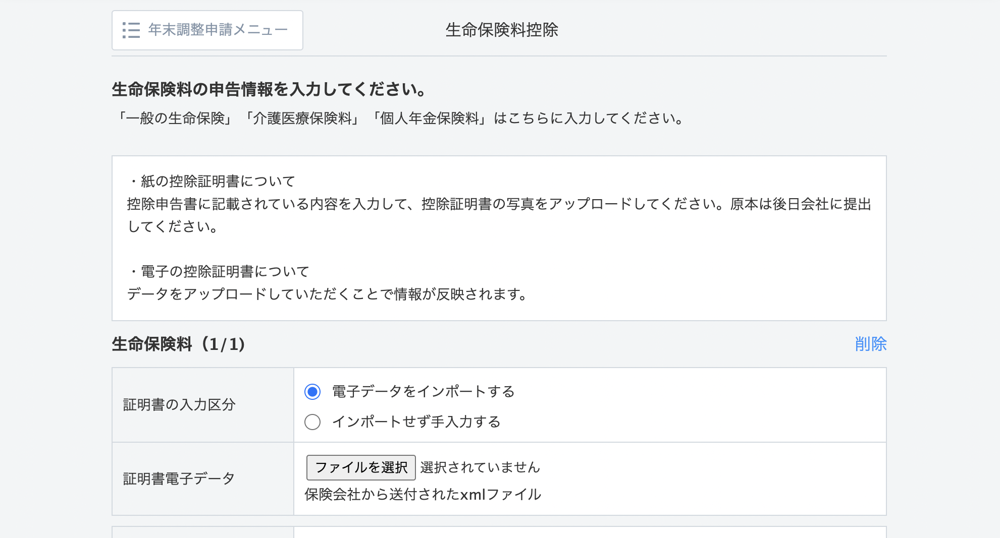 年末調整申請メニュー
生命保険料控除
生命保険料の申告情報を入力してください。
「一般の生命保険」「介護医療保険料」「個人年金保険料」はこちらに入力してください。
・紙の控除証明書について
控除申告書に記載されている内容を入力して、控除証明書の写真をアップロードしてください。原本は後日会社に提出
してください。
・電子の控除証明書について
データをアップロードしていただくことで情報が反映されます。
生命保険料（1/1）
削除
証明書の入力区分
電子データをインポートする
インポートせず手入力する
証明書電子データ
ファイルを選択 選択されていません
保険会社から送付されたxmlファイル